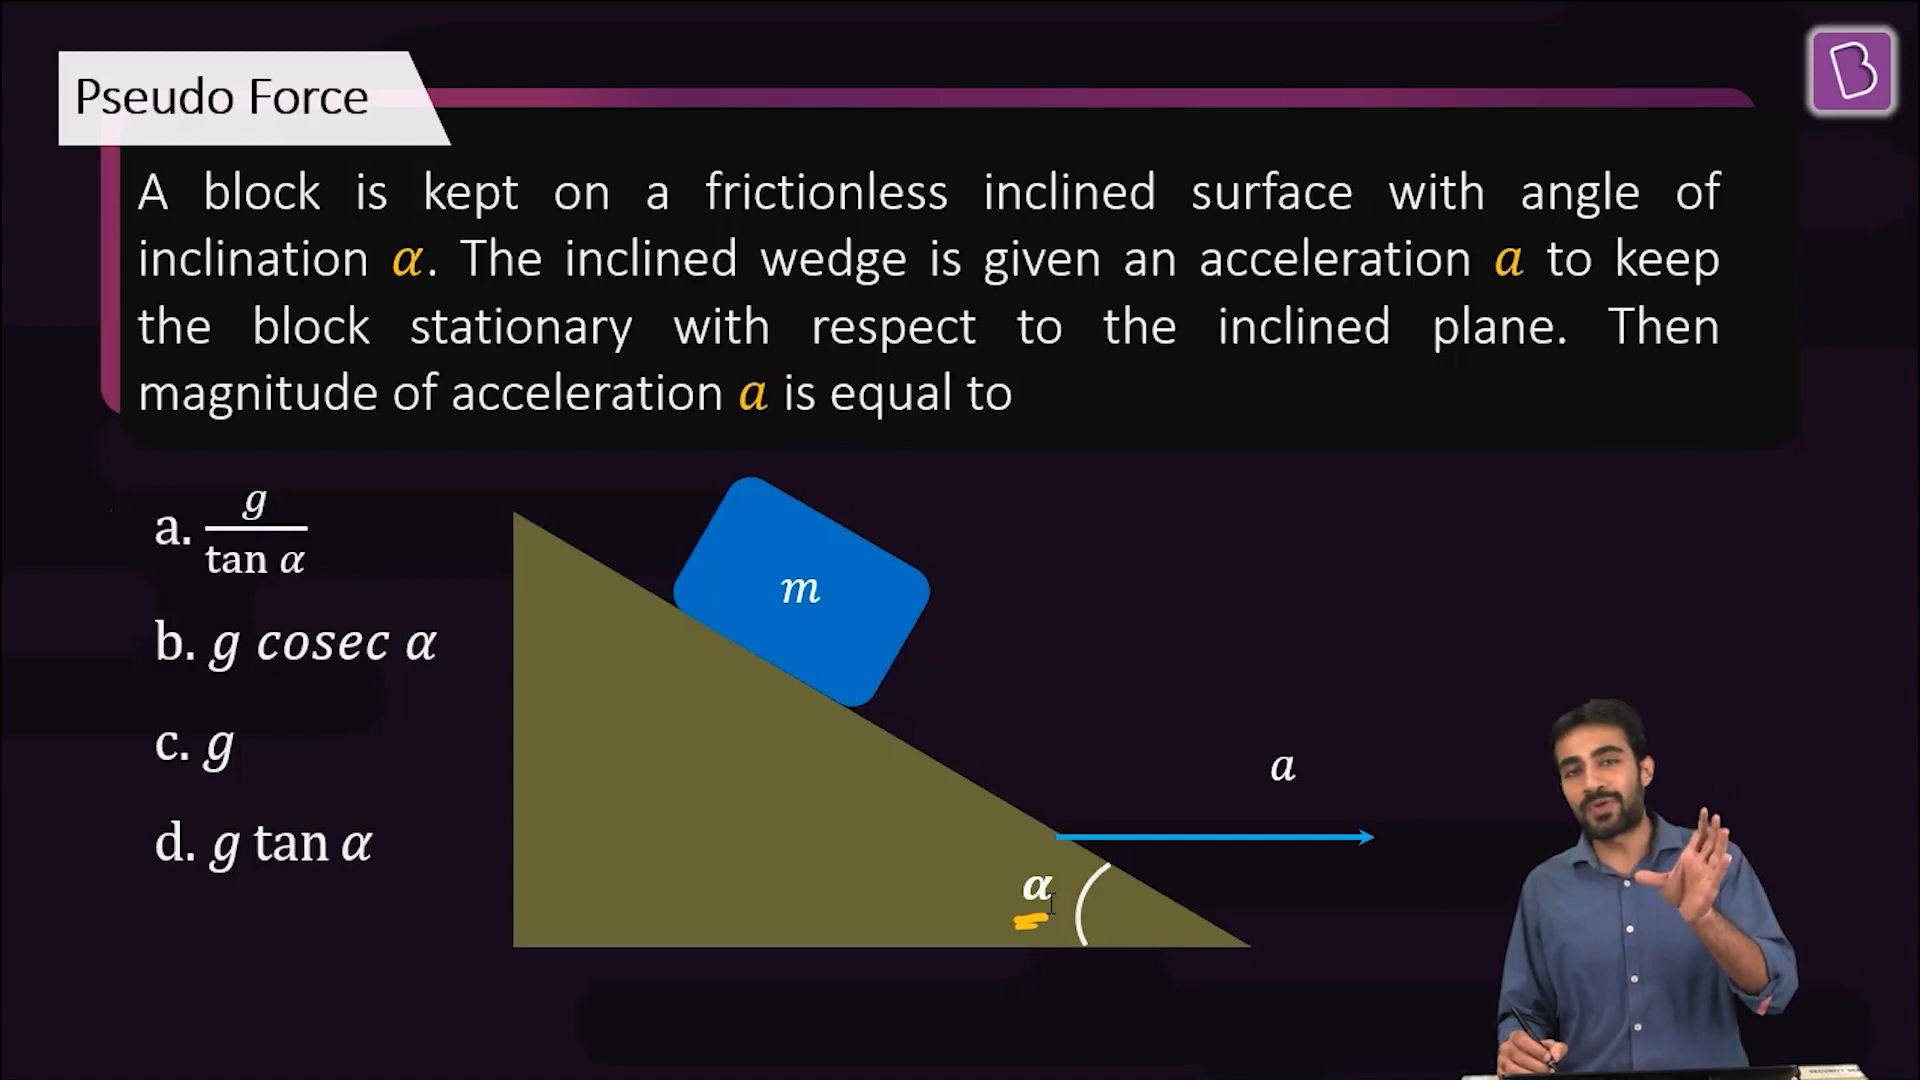 Pseudo Force
A block is kept on a frictionless inclined surface with angle of
inclination α. The inclined wedge is given an acceleration a to keep
the block stationary with respect to the inclined plane. Then
magnitude of acceleration a is equal to
a. g / tan α
b. g cosec α
c. g
d. g tan α
m
a
α
B